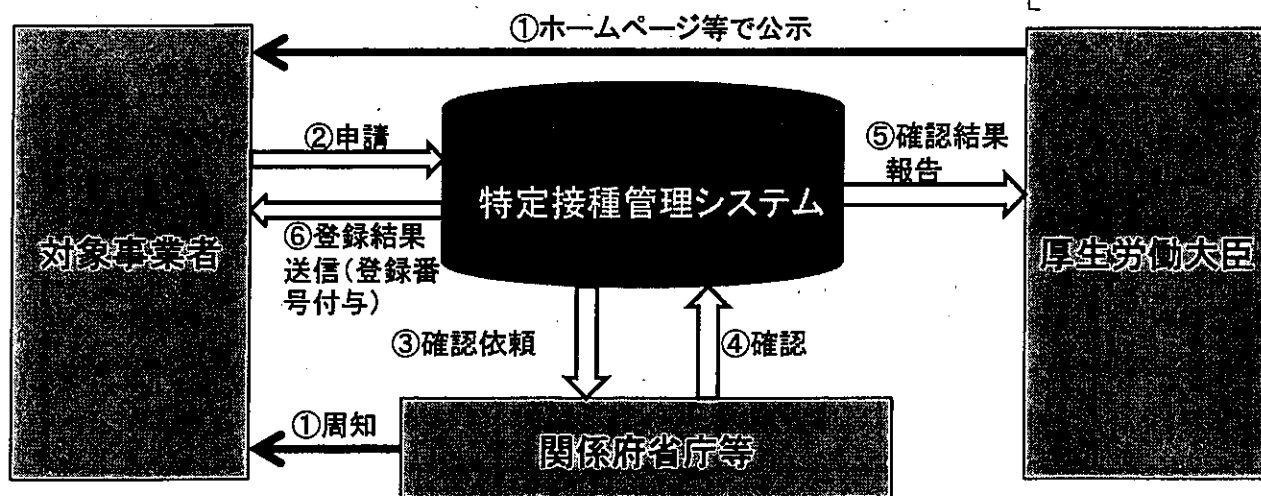 ①ホームページ等で公示
②申請
⑤確認結果
報告
特定接種管理システム
⑥登録結果
送信(登録番
号付与)
対象事業者
厚生労働大臣
③確認依頼
④確認
①周知
関係府省庁等